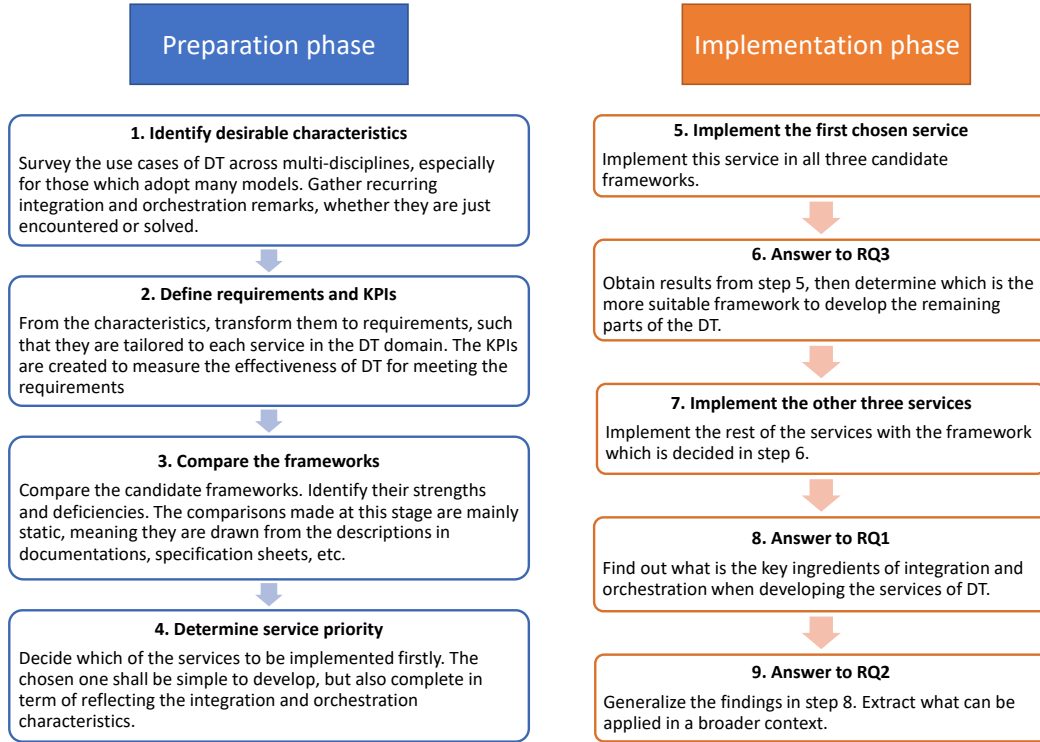 Preparation phase
1. Identify desirable characteristics
Survey the use cases of DT across multi-disciplines, especially
for those which adopt many models. Gather recurring
integration and orchestration remarks, whether they are just
encountered or solved.
2. Define requirements and KPIs
From the characteristics, transform them to requirements, such
that they are tailored to each service in the DT domain. The KPIs
are created to measure the effectiveness of DT for meeting the
requirements
3. Compare the frameworks
Compare the candidate frameworks. Identify their strengths
and deficiencies. The comparisons made at this stage are mainly
static, meaning they are drawn from the descriptions in
documentations, specification sheets, etc.
4. Determine service priority
Decide which of the services to be implemented firstly. The
chosen one shall be simple to develop, but also complete in
term of reflecting the integration and orchestration
characteristics.
Implementation phase
5. Implement the first chosen service
Implement this service in all three candidate
frameworks.
6. Answer to RQ3
Obtain results from step 5, then determine which is the
more suitable framework to develop the remaining
parts of the DT.
7. Implement the other three services
Implement the rest of the services with the framework
which is decided in step 6.
8. Answer to RQ1
Find out what is the key ingredients of integration and
orchestration when developing the services of DT.
9. Answer to RQ2
Generalize the findings in step 8. Extract what can be
applied in a broader context.